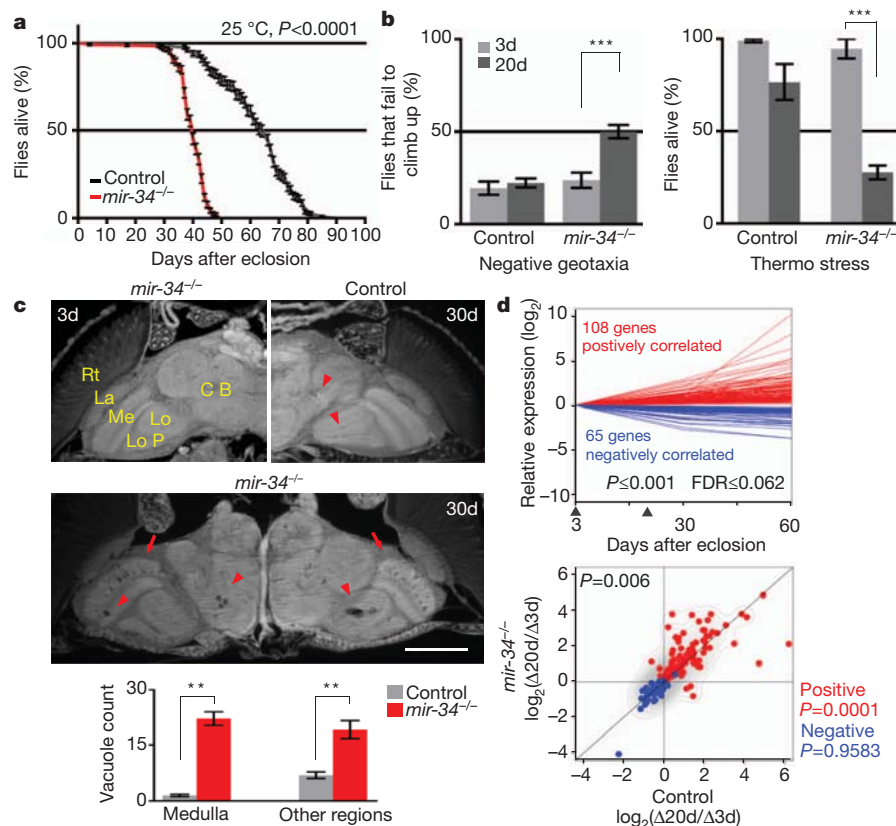 a
25 °C, P<0.0001
Flies alive (%)
100
50
0
Control
mir-34⁻/⁻
0 10 20 30 40 50 60 70 80 90 100
Days after eclosion
b
Flies that fail to
climb up (%)
100
50
0
3d
20d
***
Control mir-34⁻/⁻
Negative geotaxia
Flies alive (%)
100
50
0
***
Control mir-34⁻/⁻
Thermo stress
c
mir-34⁻/⁻
3d
Rt
La
Me
Lo
Lo P
C B
Control
30d
mir-34⁻/⁻
30d
Vacuole count
30
15
0
**
**
Control
mir-34⁻/⁻
Medulla Other regions
d
Relative expression (log₂)
10
5
0
−5
−10
108 genes
postively correlated
65 genes
negatively correlated
P≤0.001 FDR≤0.062
3 30 60
Days after eclosion
mir-34⁻/⁻
log₂(Δ20d/Δ3d)
6
4
2
0
−2
−4
P=0.006
−4 −2 0 2 4 6
Control
log₂(Δ20d/Δ3d)
Positive
P=0.0001
Negative
P=0.9583